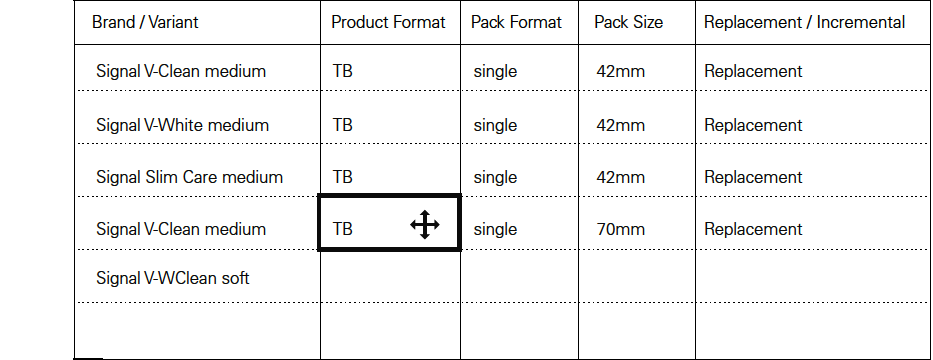 Brand / Variant Product Format Pack Format Pack Size Replacement / Incremental
Signal V-Clean medium TB single 42mm Replacement
Signal V-White medium TB single 42mm Replacement
Signal Slim Care medium TB single 42mm Replacement
Signal V-Clean medium TB single 70mm Replacement
Signal V-WClean soft